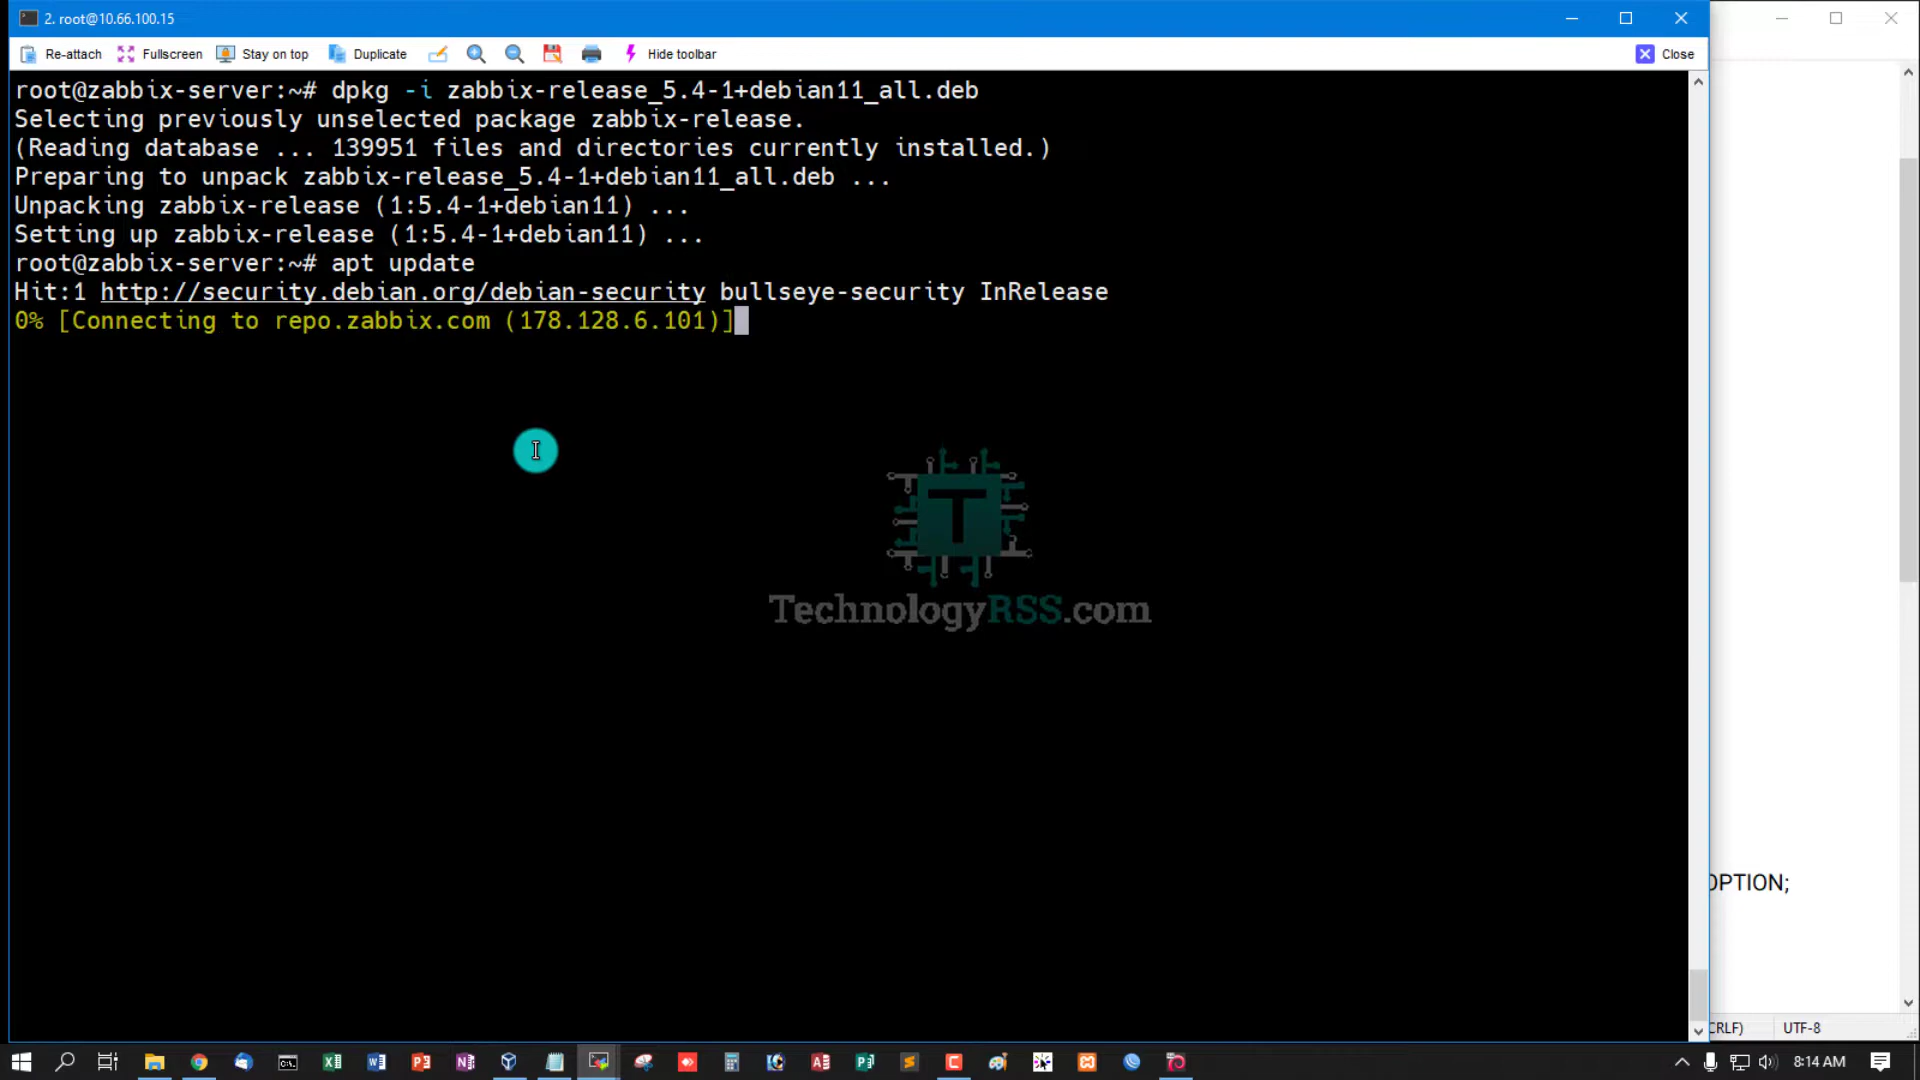 2. root@10.66.100.15
Re-attach Fullscreen Stay on top Duplicate Hide toolbar Close
root@zabbix-server:~# dpkg -i zabbix-release_5.4-1+debian11_all.deb
Selecting previously unselected package zabbix-release.
(Reading database ... 139951 files and directories currently installed.)
Preparing to unpack zabbix-release_5.4-1+debian11_all.deb ...
Unpacking zabbix-release (1:5.4-1+debian11) ...
Setting up zabbix-release (1:5.4-1+debian11) ...
root@zabbix-server:~# apt update
Hit:1 http://security.debian.org/debian-security bullseye-security InRelease
0% [Connecting to repo.zabbix.com (178.128.6.101)]
T
TechnologyRSS.com
OPTION;
CRLF) UTF-8
8:14 AM